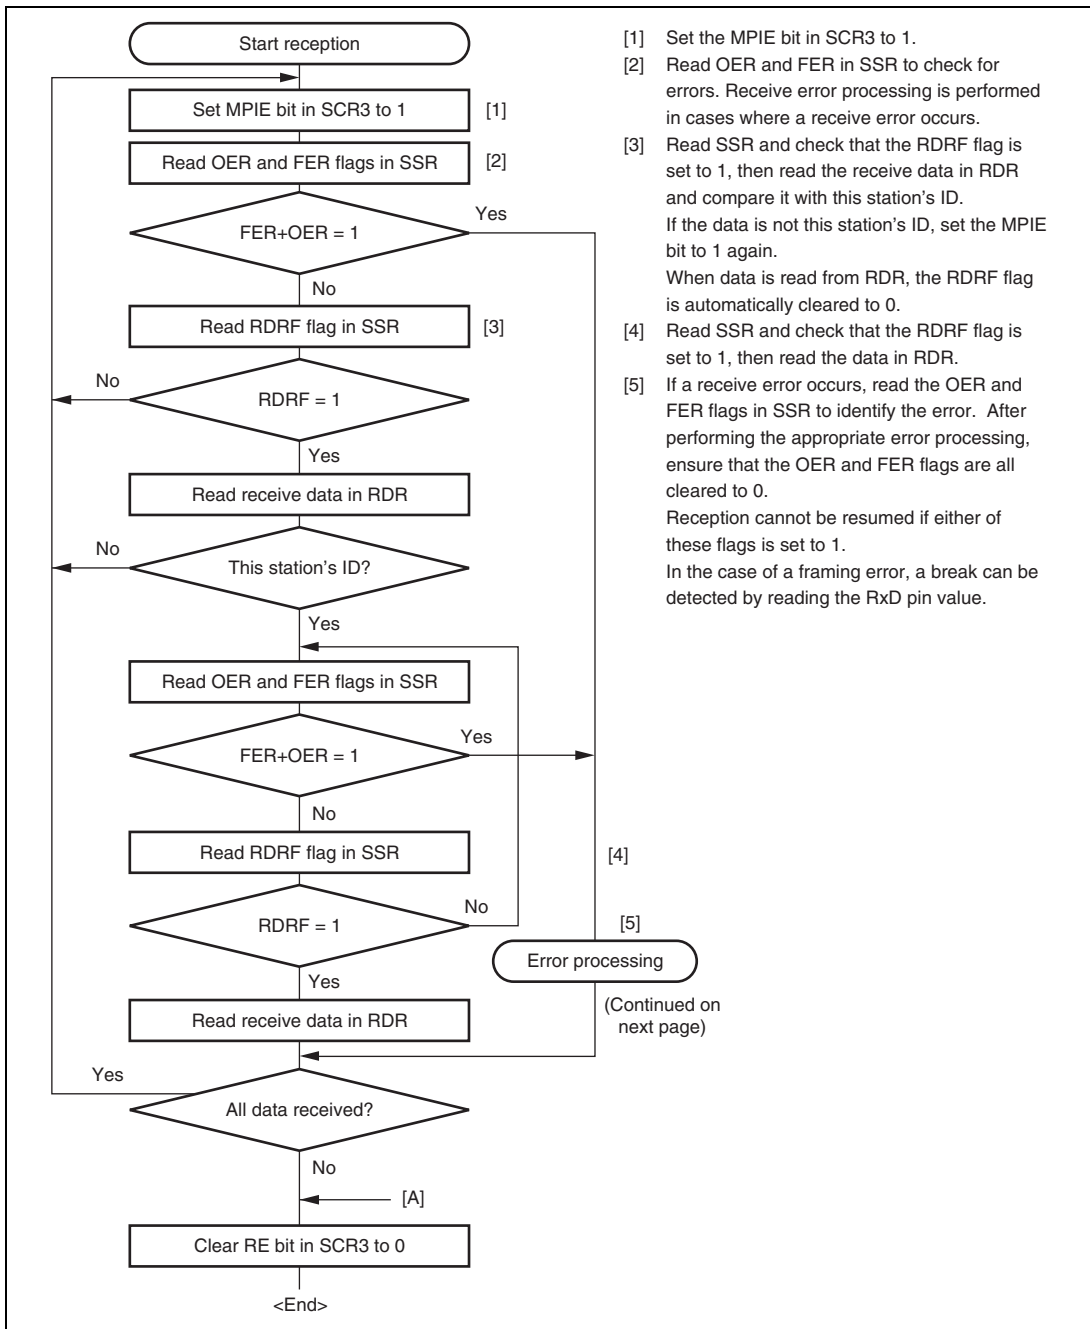 Start reception
Set MPIE bit in SCR3 to 1
[1]
Read OER and FER flags in SSR
[2]
Yes
FER+OER = 1
No
Read RDRF flag in SSR
[3]
No
RDRF = 1
Yes
Read receive data in RDR
No
This station's ID?
Yes
Read OER and FER flags in SSR
Yes
FER+OER = 1
No
Read RDRF flag in SSR
[4]
No
RDRF = 1
[5]
Error processing
Yes
(Continued on
next page)
Read receive data in RDR
Yes
All data received?
No
[A]
Clear RE bit in SCR3 to 0
<End>
[1] Set the MPIE bit in SCR3 to 1.
[2] Read OER and FER in SSR to check for
errors. Receive error processing is performed
in cases where a receive error occurs.
[3] Read SSR and check that the RDRF flag is
set to 1, then read the receive data in RDR
and compare it with this station's ID.
If the data is not this station's ID, set the MPIE
bit to 1 again.
When data is read from RDR, the RDRF flag
is automatically cleared to 0.
[4] Read SSR and check that the RDRF flag is
set to 1, then read the data in RDR.
[5] If a receive error occurs, read the OER and
FER flags in SSR to identify the error. After
performing the appropriate error processing,
ensure that the OER and FER flags are all
cleared to 0.
Reception cannot be resumed if either of
these flags is set to 1.
In the case of a framing error, a break can be
detected by reading the RxD pin value.